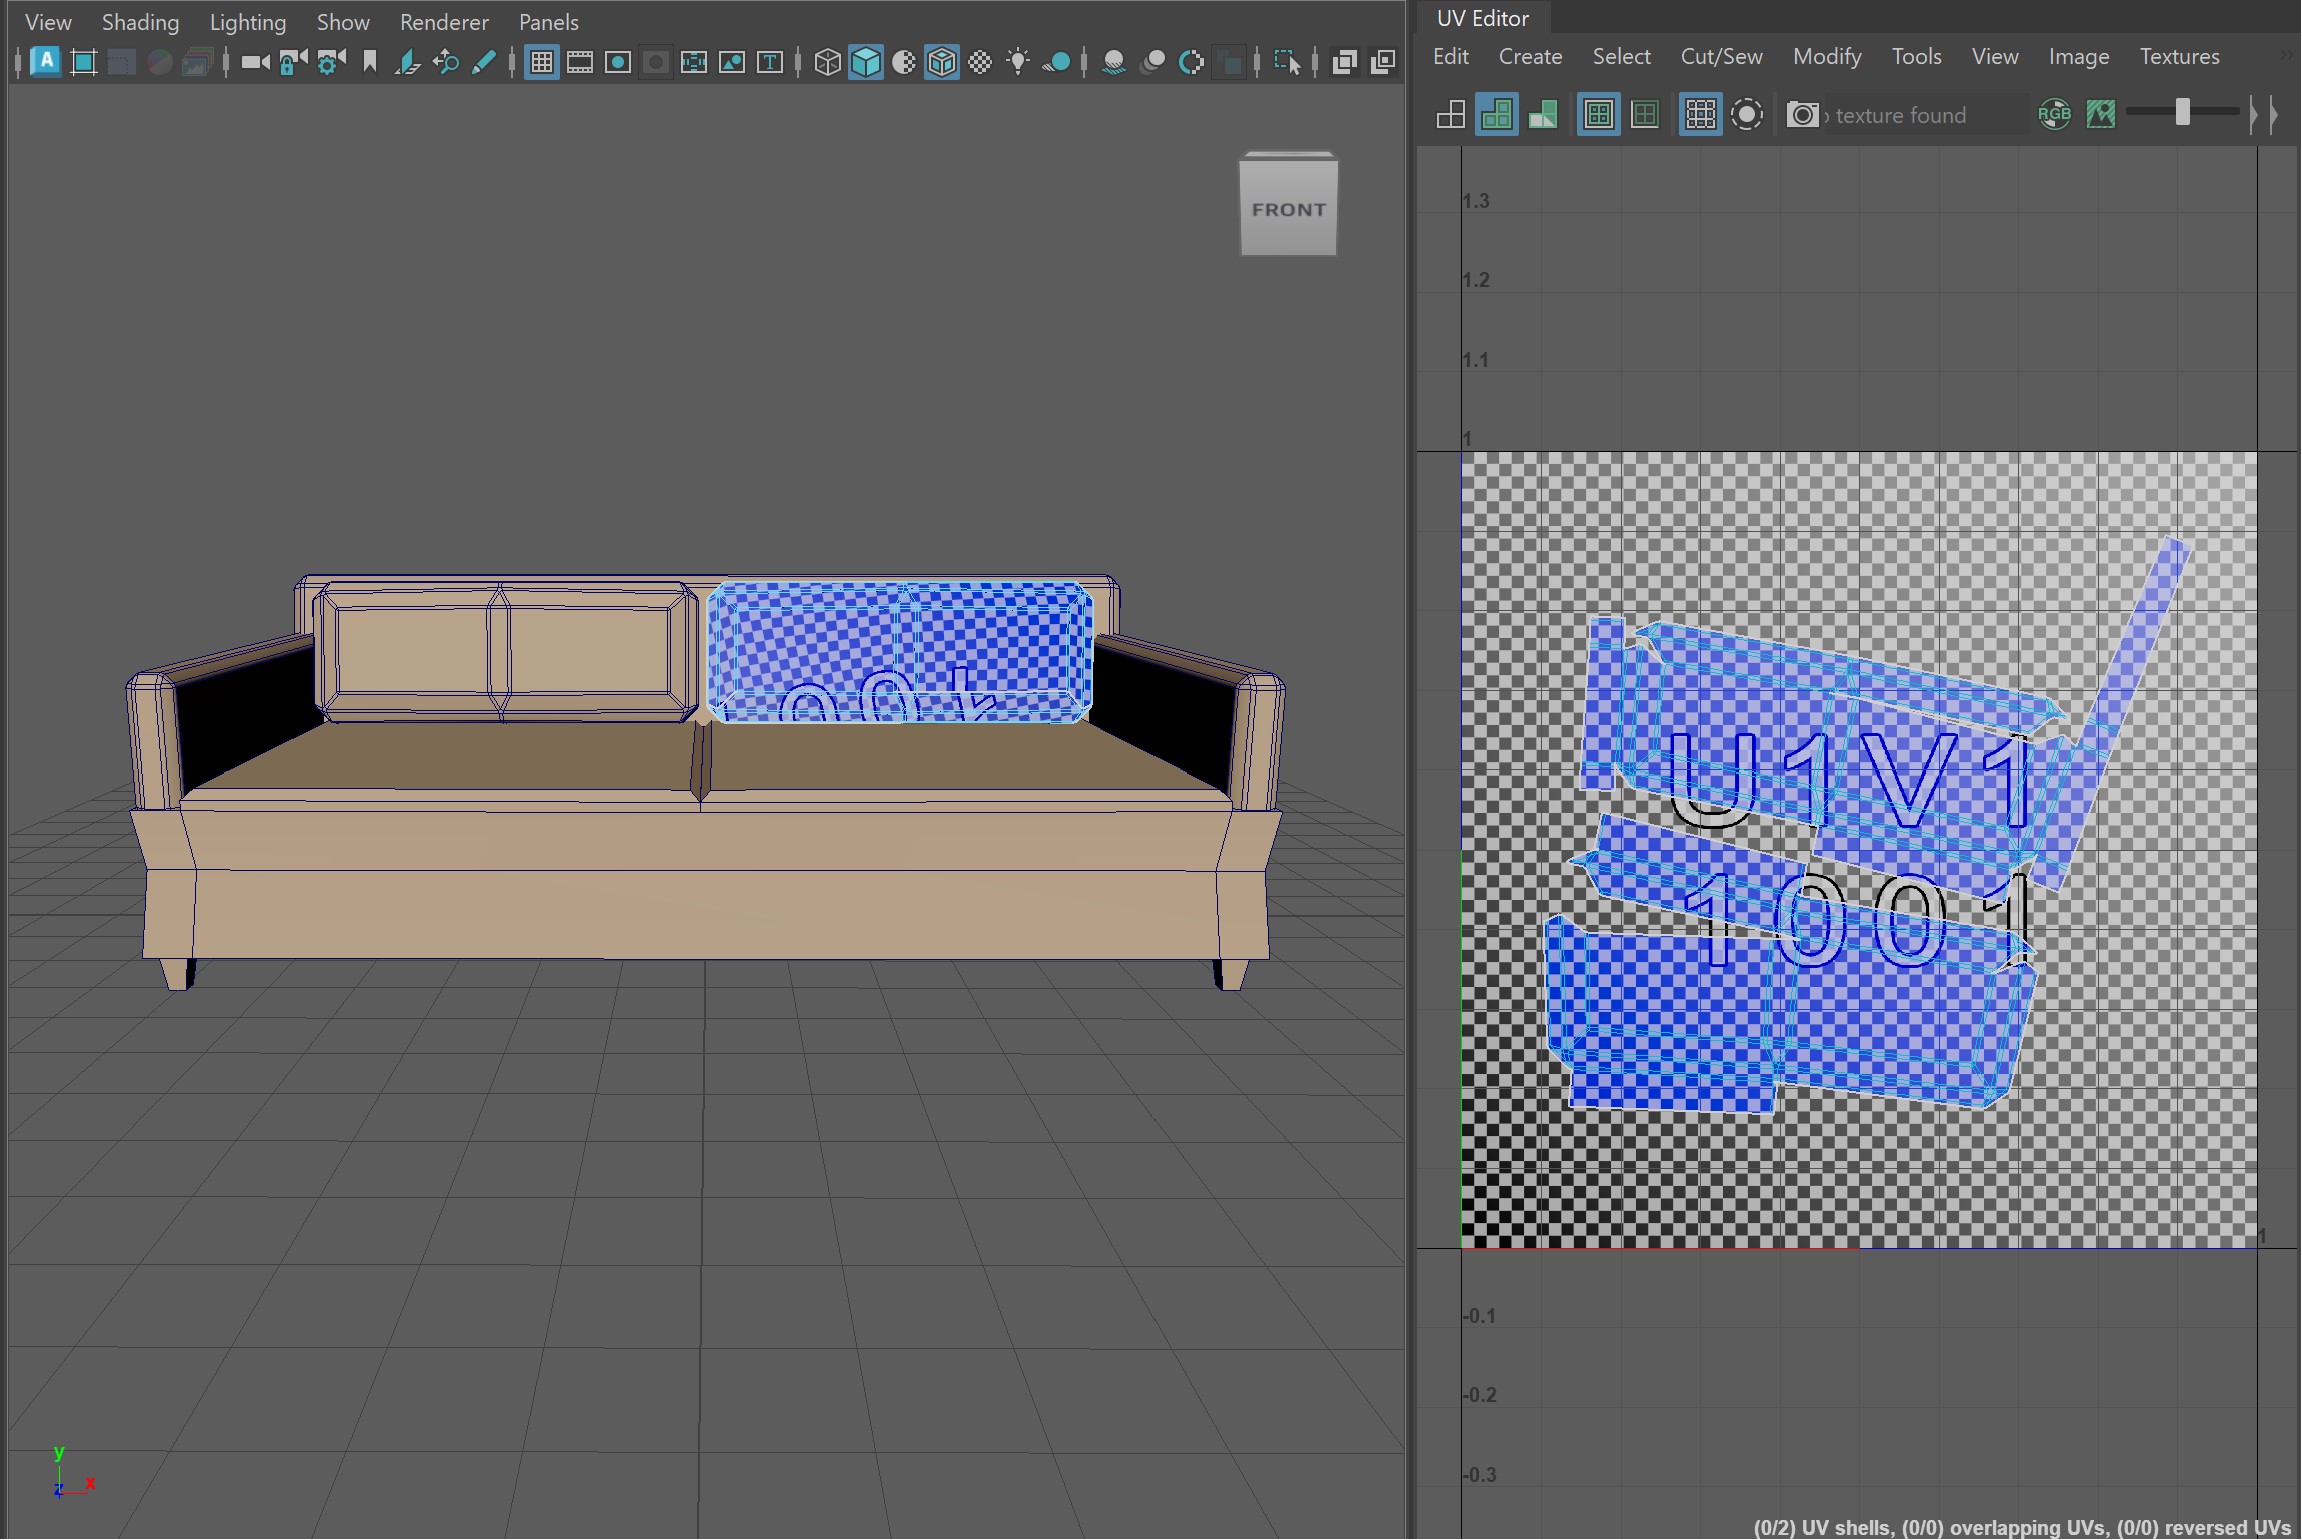 View Shading Lighting Show Renderer Panels
A
T
FRONT
y
x
z
UV Editor
Edit Create Select Cut/Sew Modify Tools View Image Textures
texture found
RGB
1.3
1.2
1.1
1
U1V1
1001
1
-0.1
-0.2
-0.3
(0/2) UV shells, (0/0) overlapping UVs, (0/0) reversed UVs